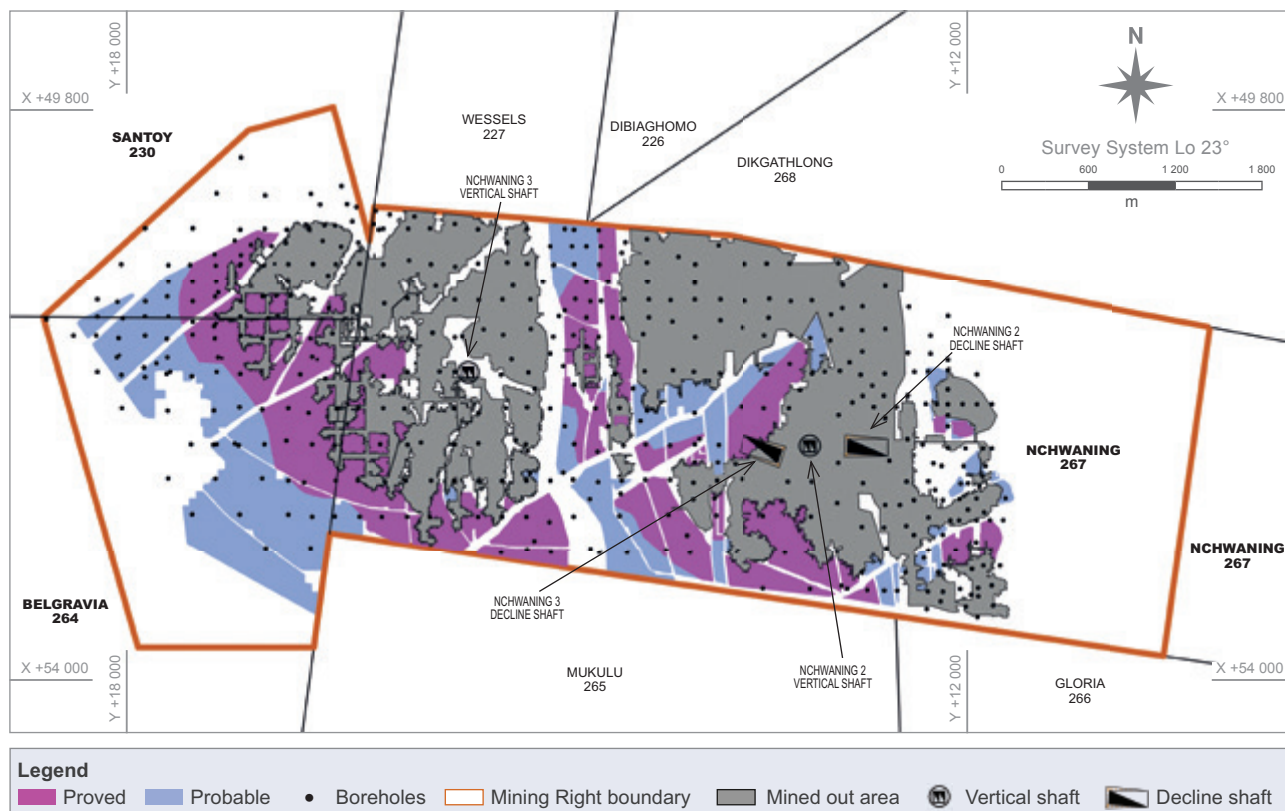 Y +18 000
Y +12 000
N
X +49 800
X +49 800
WESSELS
227
DIBIAGHOMO
226
SANTOY
230
DIKGATHLONG
268
Survey System Lo 23°
0 600 1 200 1 800
m
NCHWANING 3
VERTICAL SHAFT
NCHWANING 2
DECLINE SHAFT
NCHWANING
267
NCHWANING
267
BELGRAVIA
264
NCHWANING 3
DECLINE SHAFT
NCHWANING 2
VERTICAL SHAFT
MUKULU
265
GLORIA
266
X +54 000
X +54 000
Y +18 000
Y +12 000
Legend
Proved Probable Boreholes Mining Right boundary Mined out area Vertical shaft Decline shaft